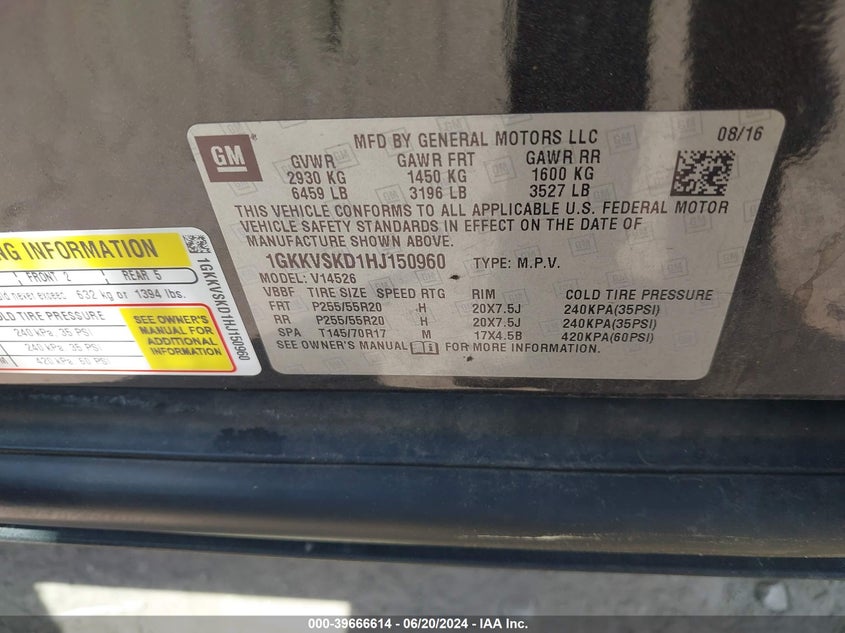 GM
MFD BY GENERAL MOTORS LLC 08/16
GVWR GAWR FRT GAWR RR
2930 KG 1450 KG 1600 KG
6459 LB 3196 LB 3527 LB
THIS VEHICLE CONFORMS TO ALL APPLICABLE U.S. FEDERAL MOTOR
VEHICLE SAFETY STANDARDS IN EFFECT ON THE DATE OF
MANUFACTURE SHOWN ABOVE.
1GKKVSKD1HJ150960 TYPE: M.P.V.
MODEL: V14526
VBBF TIRE SIZE SPEED RTG RIM COLD TIRE PRESSURE
FRT P255/55R20 H 20X7.5J 240KPA(35PSI)
RR P255/55R20 H 20X7.5J 240KPA(35PSI)
SPA T145/70R17 M 17X4.5B 420KPA(60PSI)
SEE OWNER'S MANUAL FOR MORE INFORMATION.
INFORMATION
FRONT 2 REAR 5
never exceed 632 kg or 1394 lbs.
COLD TIRE PRESSURE
240 kPa, 35 PSI
240 kPa, 35 PSI
420 kPa, 60 PSI
SEE OWNER'S
MANUAL FOR
ADDITIONAL
INFORMATION
1GKKVSKD1HJ150960
000-39666614 - 06/20/2024 - IAA Inc.